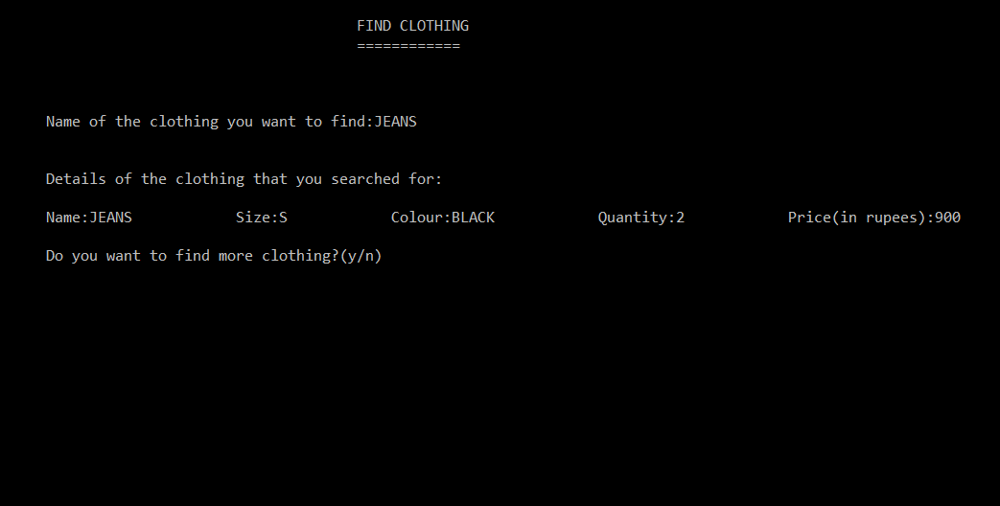 FIND CLOTHING
============
Name of the clothing you want to find:JEANS
Details of the clothing that you searched for:
Name:JEANS Size:S Colour:BLACK Quantity:2 Price(in rupees):900
Do you want to find more clothing?(y/n)